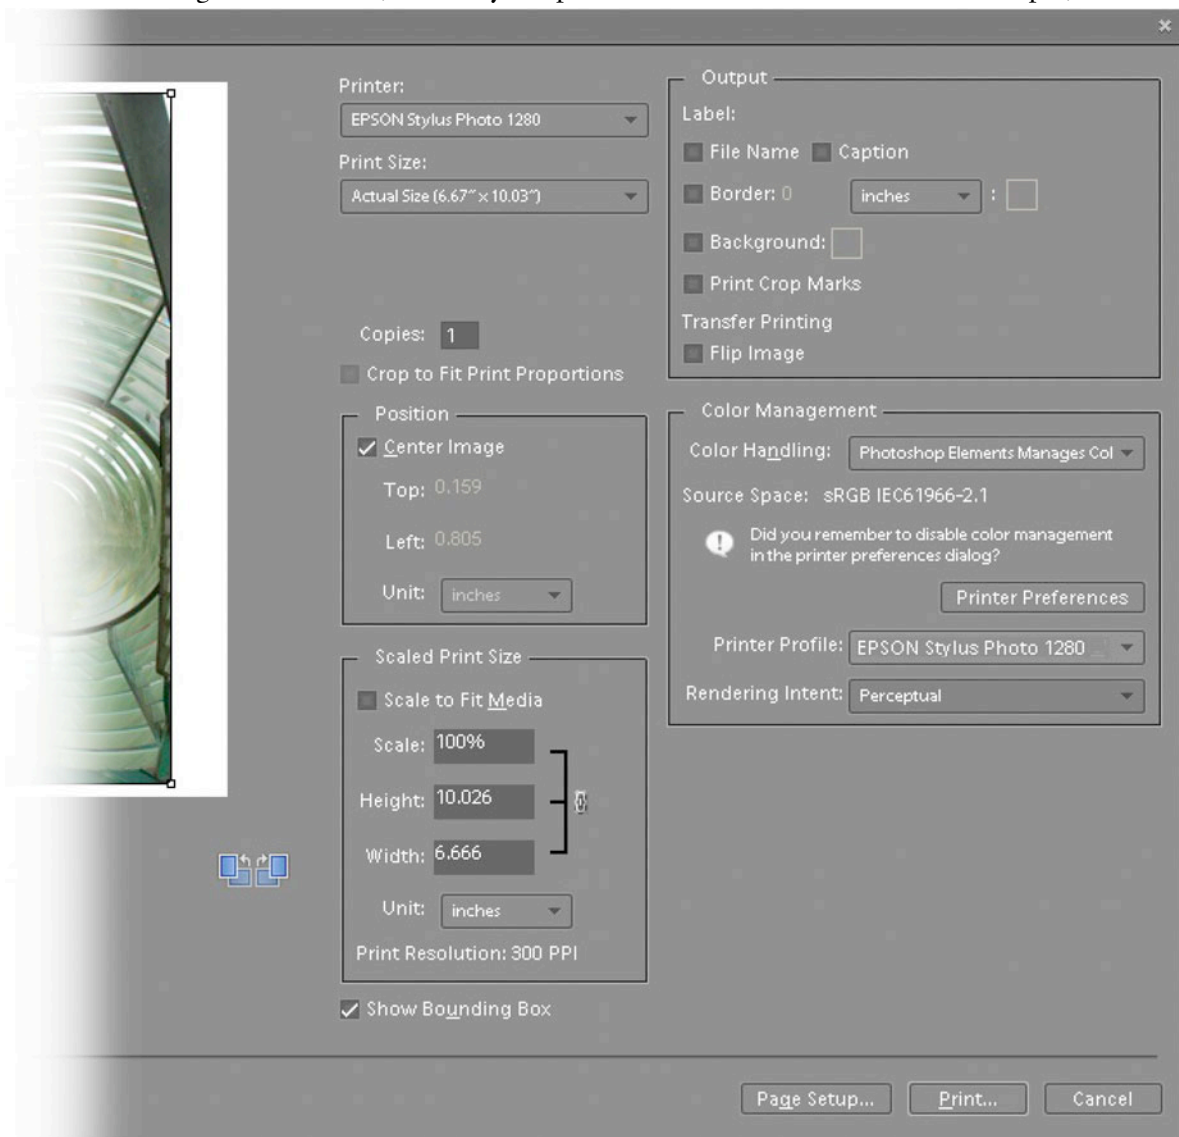 Printer:
EPSON Stylus Photo 1280
Print Size:
Actual Size (6.67" x 10.03")
Copies: 1
Crop to Fit Print Proportions
Position
Center Image
Top: 0.159
Left: 0.805
Unit: inches
Scaled Print Size
Scale to Fit Media
Scale: 100%
Height: 10.026
Width: 6.666
Unit: inches
Print Resolution: 300 PPI
Show Bounding Box
Output
Label:
File Name Caption
Border: 0 inches :
Background:
Print Crop Marks
Transfer Printing
Flip Image
Color Management
Color Handling: Photoshop Elements Manages Col
Source Space: sRGB IEC61966-2.1
Did you remember to disable color management
in the printer preferences dialog?
Printer Preferences
Printer Profile: EPSON Stylus Photo 1280
Rendering Intent: Perceptual
Page Setup... Print... Cancel